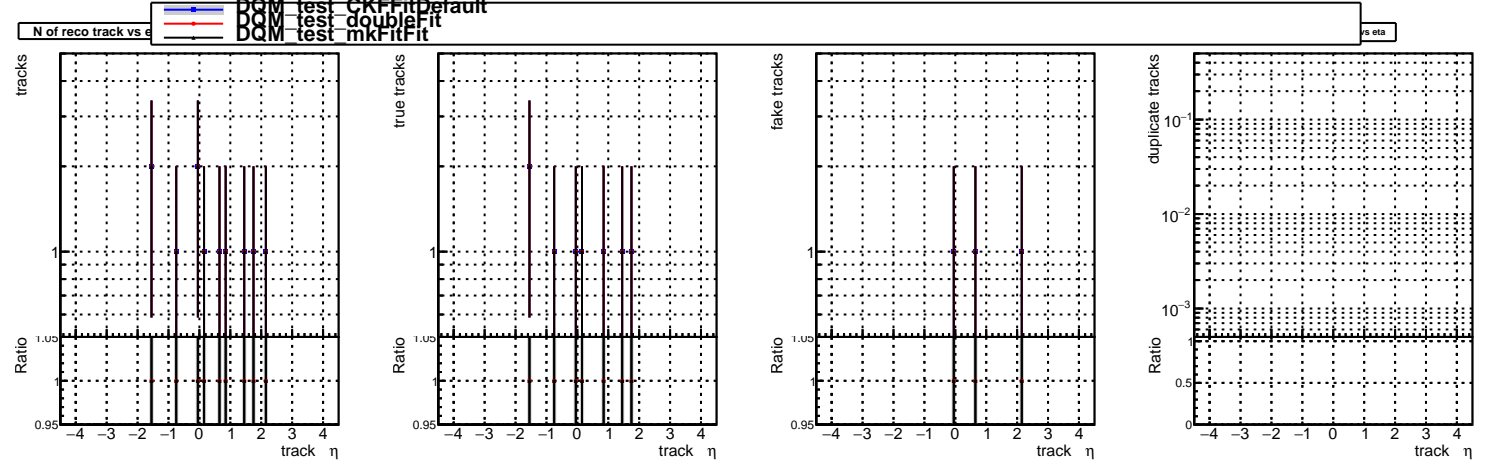 DQM_test_CKFFitDefault
DQM_test_doubleFit
DQM_test_mkFitFit
N of reco track vs e
vs eta
tracks
1
Ratio
1.05
1
0.95
−4 −3 −2 −1 0 1 2 3 4
track η
true tracks
1
Ratio
1.05
1
0.95
−4 −3 −2 −1 0 1 2 3 4
track η
fake tracks
1
Ratio
1.05
1
0.95
−4 −3 −2 −1 0 1 2 3 4
track η
duplicate tracks
10−1
10−2
10−3
Ratio
1
0.5
0
−4 −3 −2 −1 0 1 2 3 4
track η